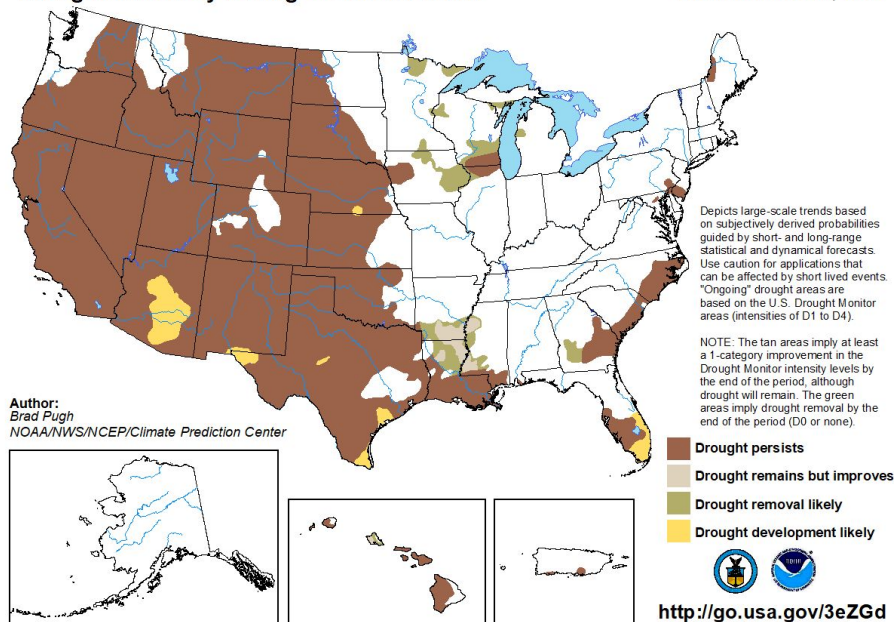 Depicts large-scale trends based
on subjectively derived probabilities
guided by short- and long-range
statistical and dynamical forecasts.
Use caution for applications that
can be affected by short lived events.
"Ongoing" drought areas are
based on the U.S. Drought Monitor
areas (intensities of D1 to D4).
NOTE: The tan areas imply at least
a 1-category improvement in the
Drought Monitor intensity levels by
the end of the period, although
drought will remain. The green
areas imply drought removal by the
end of the period (D0 or none).
Author:
Brad Pugh
NOAA/NWS/NCEP/Climate Prediction Center
Drought persists
Drought remains but improves
Drought removal likely
Drought development likely
http://go.usa.gov/3eZGd